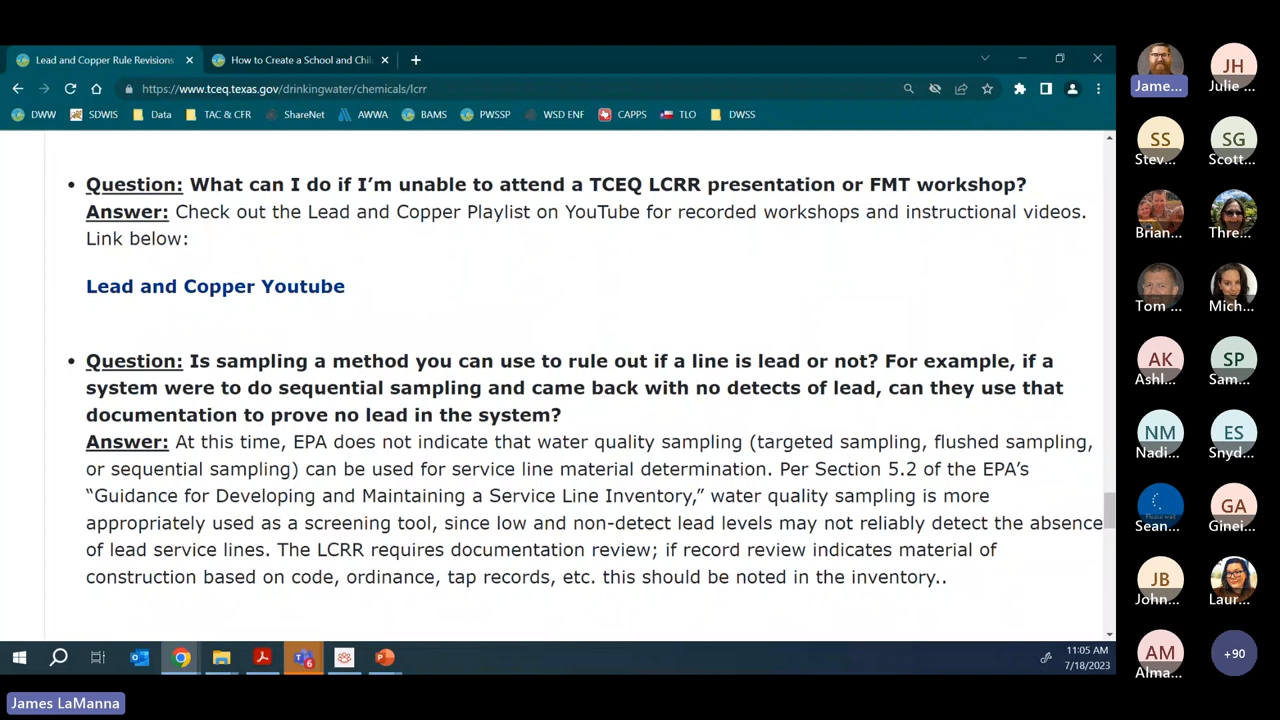 Lead and Copper Rule Revisions
How to Create a School and Chil
https://www.tceq.texas.gov/drinkingwater/chemicals/lcrr
DWW SDWIS Data TAC & CFR ShareNet AWWA BAMS PWSSP WSD ENF CAPPS TLO DWSS
• Question: What can I do if I’m unable to attend a TCEQ LCRR presentation or FMT workshop?
Answer: Check out the Lead and Copper Playlist on YouTube for recorded workshops and instructional videos.
Link below:
Lead and Copper Youtube
• Question: Is sampling a method you can use to rule out if a line is lead or not? For example, if a
system were to do sequential sampling and came back with no detects of lead, can they use that
documentation to prove no lead in the system?
Answer: At this time, EPA does not indicate that water quality sampling (targeted sampling, flushed sampling,
or sequential sampling) can be used for service line material determination. Per Section 5.2 of the EPA’s
“Guidance for Developing and Maintaining a Service Line Inventory,” water quality sampling is more
appropriately used as a screening tool, since low and non-detect lead levels may not reliably detect the absence
of lead service lines. The LCRR requires documentation review; if record review indicates material of
construction based on code, ordinance, tap records, etc. this should be noted in the inventory..
6
11:05 AM
7/18/2023
James LaManna
JH
Jame... Julie ...
SS SG
Stev... Scott...
Brian... Thre...
Tom ... Mich...
AK SP
Ashl... Sam...
NM ES
Nadi... Snyd...
GA
Sean... Ginei...
JB
John... Laur...
AM +90
Alma...